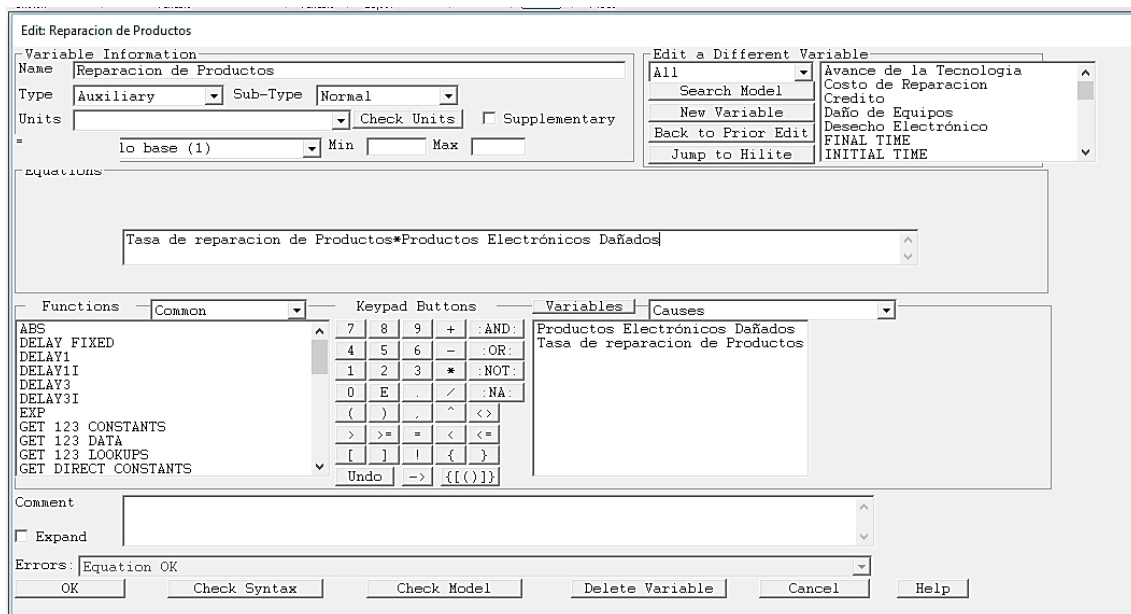 Edit: Reparacion de Productos
Variable Information
Edit a Different Variable
Name Reparacion de Productos
All
Avance de la Tecnologia
Costo de Reparacion
Credito
Daño de Equipos
Desecho Electrónico
FINAL TIME
INITIAL TIME
Type Auxiliary Sub-Type Normal
Search Model
Units Check Units Supplementary
New Variable
Back to Prior Edit
= lo base (1) Min Max
Jump to Hilite
Equations
Tasa de reparacion de Productos*Productos Electrónicos Dañados
Functions Common Keypad Buttons Variables Causes
ABS
DELAY FIXED
DELAY1
DELAY1I
DELAY3
DELAY3I
EXP
GET 123 CONSTANTS
GET 123 DATA
GET 123 LOOKUPS
GET DIRECT CONSTANTS
7 8 9 + :AND:
4 5 6 - :OR:
1 2 3 * :NOT:
0 E . / :NA:
( ) , ^ <>
> >= = < <=
[ ] ! { }
Undo -> {[()]}
Productos Electrónicos Dañados
Tasa de reparacion de Productos
Comment
Expand
Errors: Equation OK
OK Check Syntax Check Model Delete Variable Cancel Help